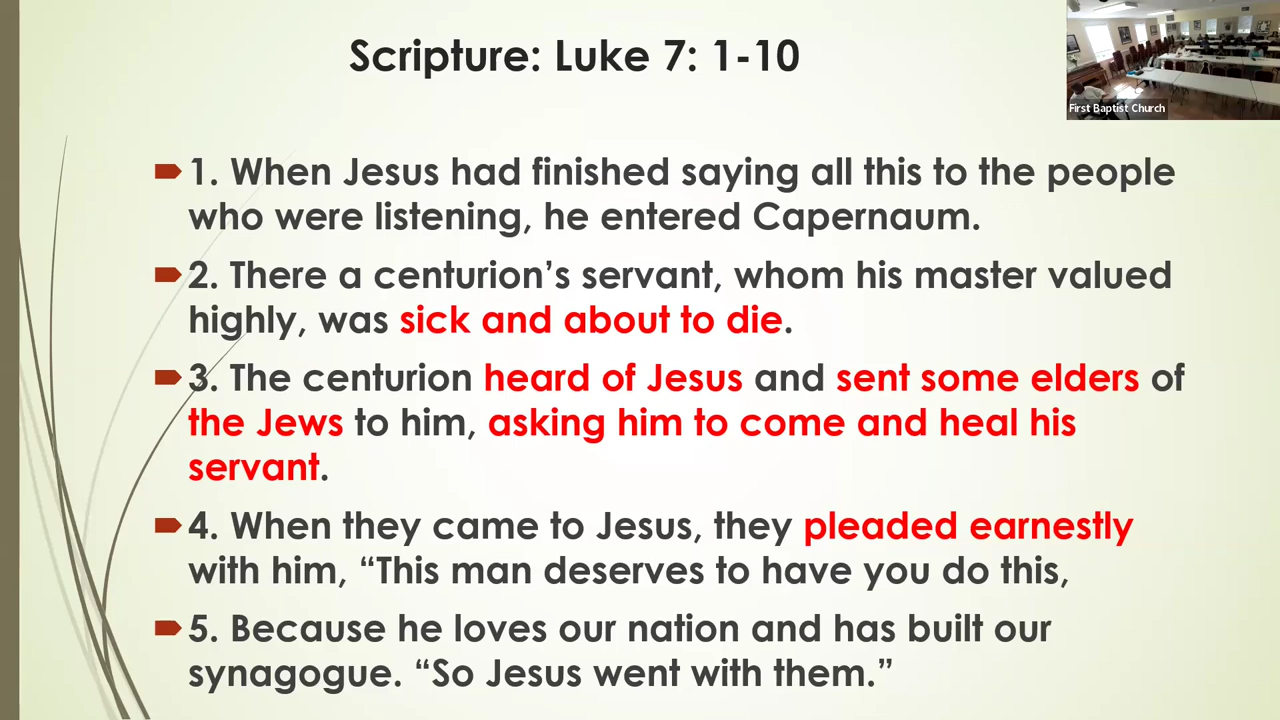 Scripture: Luke 7: 1-10
First Baptist Church
1. When Jesus had finished saying all this to the people
who were listening, he entered Capernaum.
2. There a centurion’s servant, whom his master valued
highly, was sick and about to die.
3. The centurion heard of Jesus and sent some elders of
the Jews to him, asking him to come and heal his
servant.
4. When they came to Jesus, they pleaded earnestly
with him, “This man deserves to have you do this,
5. Because he loves our nation and has built our
synagogue. “So Jesus went with them.”